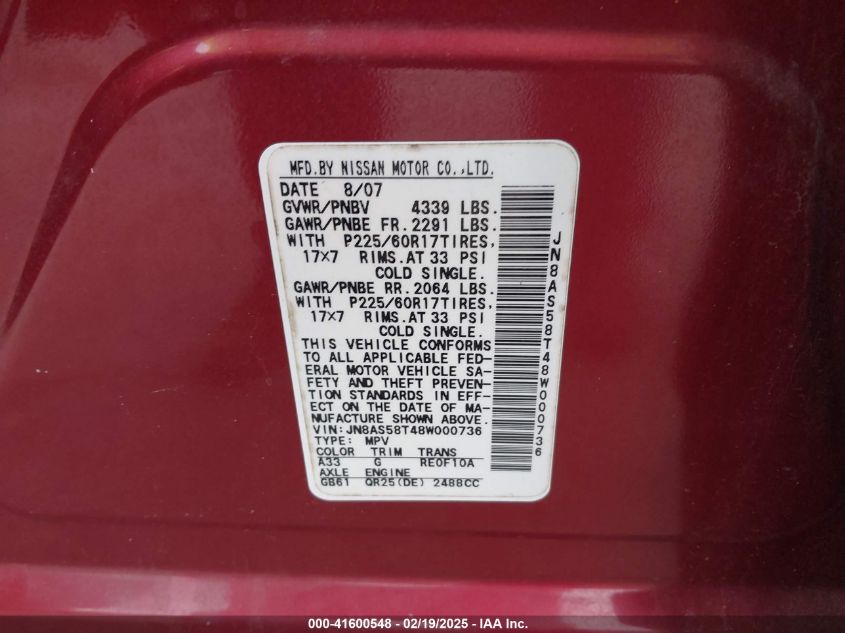 MFD.BY NISSAN MOTOR CO.,LTD.
DATE 8/07
GVWR/PNBV 4339 LBS.
GAWR/PNBE FR. 2291 LBS.
WITH P225/60R17TIRES,
17×7 RIMS. AT 33 PSI
COLD SINGLE.
GAWR/PNBE RR. 2064 LBS.
WITH P225/60R17TIRES,
17×7 RIMS. AT 33 PSI
COLD SINGLE.
THIS VEHICLE CONFORMS
TO ALL APPLICABLE FED-
ERAL MOTOR VEHICLE SA-
FETY AND THEFT PREVEN-
TION STANDARDS IN EFF-
ECT ON THE DATE OF MA-
NUFACTURE SHOWN ABOVE.
VIN: JN8AS58T48W000736
TYPE: MPV
COLOR TRIM TRANS
A33 G RE0F10A
AXLE ENGINE
GB61 QR25(DE) 2488CC
JN8AS58T48W000736
000-41600548 - 02/19/2025 - IAA Inc.